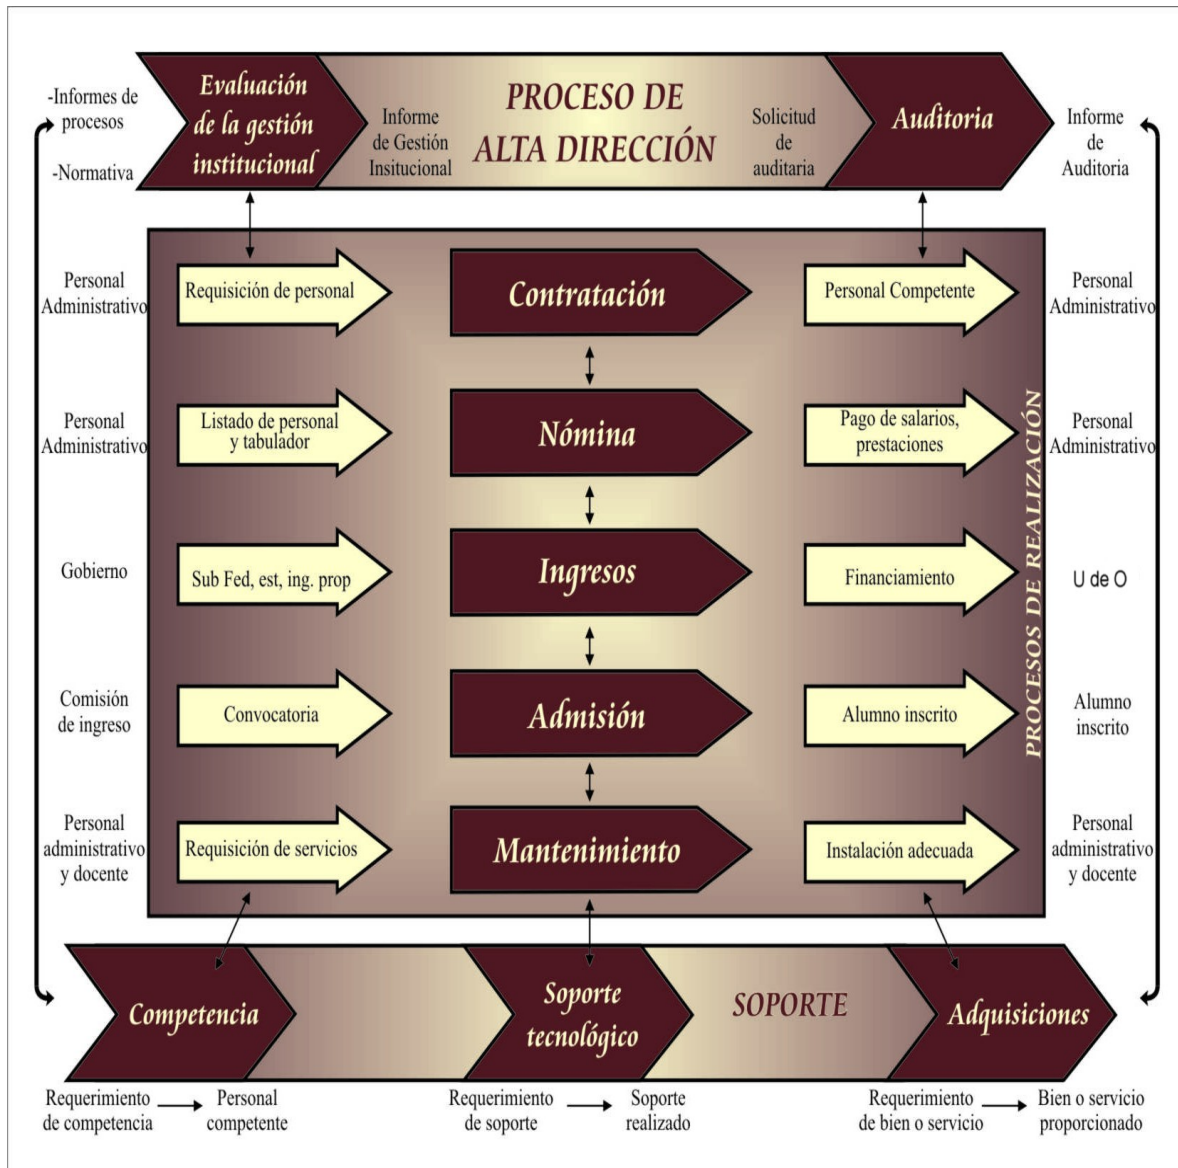 -Informes de
procesos
-Normativa
Evaluación
de la gestión
institucional
Informe
de Gestión
Insitucional
PROCESO DE
ALTA DIRECCIÓN
Solicitud
de
auditaria
Auditoria
Informe
de
Auditoria
Personal
Administrativo
Requisición de personal
Contratación
Personal Competente
Personal
Administrativo
Personal
Administrativo
Listado de personal
y tabulador
Nómina
Pago de salarios,
prestaciones
Personal
Administrativo
Gobierno
Sub Fed, est, ing. prop
Ingresos
Financiamiento
U de O
Comisión
de ingreso
Convocatoria
Admisión
Alumno inscrito
Alumno
inscrito
Personal
administrativo
y docente
Requisición de servicios
Mantenimiento
Instalación adecuada
Personal
administrativo
y docente
PROCESOS DE REALIZACIÓN
Competencia
Soporte
tecnológico
SOPORTE
Adquisiciones
Requerimiento
de competencia
Personal
competente
Requerimiento
de soporte
Soporte
realizado
Requerimiento
de bien o servicio
Bien o servicio
proporcionado